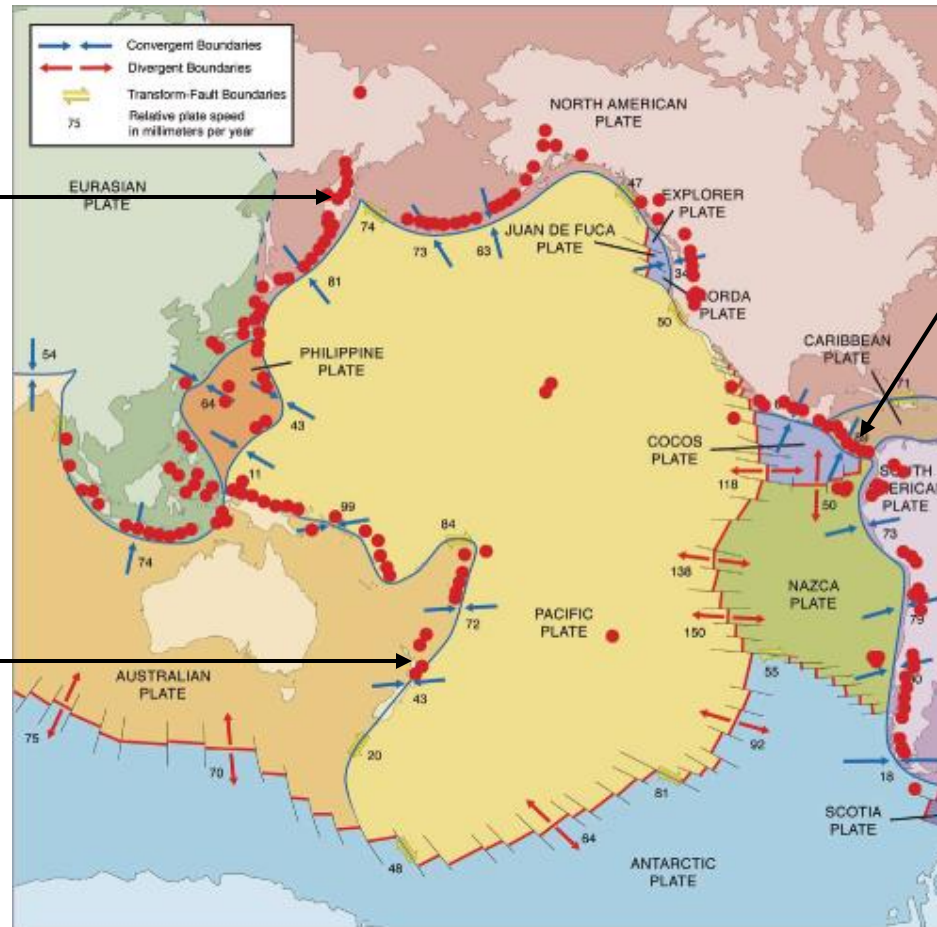 Convergent Boundaries
Divergent Boundaries
Transform-Fault Boundaries
75 Relative plate speed
in millimeters per year
NORTH AMERICAN
PLATE
EURASIAN
PLATE
47
EXPLORER
PLATE
JUAN DE FUCA
PLATE
74
73
63
81
34
ORDA
PLATE
50
54
PHILIPPINE
PLATE
CARIBBEAN
PLATE
71
64
43
COCOS
PLATE
11
118
50
SOUTH
AMERICAN
PLATE
99
84
73
74
138
NAZCA
PLATE
PACIFIC
PLATE
72
150
79
AUSTRALIAN
PLATE
43
55
75
70
20
92
18
81
64
48
SCOTIA
PLATE
ANTARCTIC
PLATE